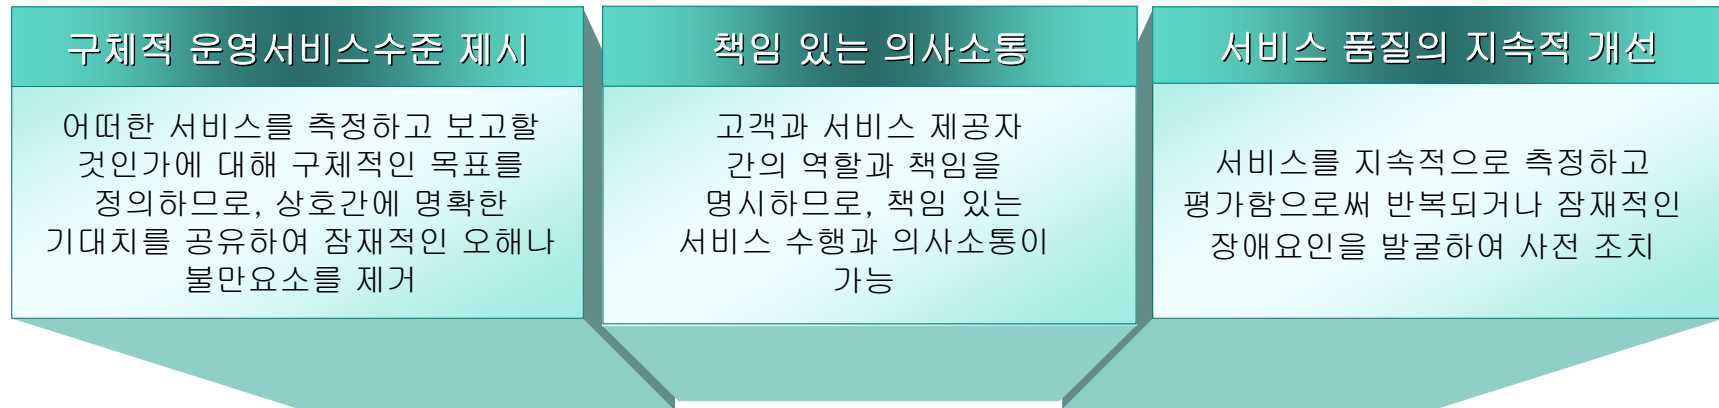 구체적 운영서비스수준 제시
어떠한 서비스를 측정하고 보고할
것인가에 대해 구체적인 목표를
정의하므로, 상호간에 명확한
기대치를 공유하여 잠재적인 오해나
불만요소를 제거
책임 있는 의사소통
고객과 서비스 제공자
간의 역할과 책임을
명시하므로, 책임 있는
서비스 수행과 의사소통이
가능
서비스 품질의 지속적 개선
서비스를 지속적으로 측정하고
평가함으로써 반복되거나 잠재적인
장애요인을 발굴하여 사전 조치